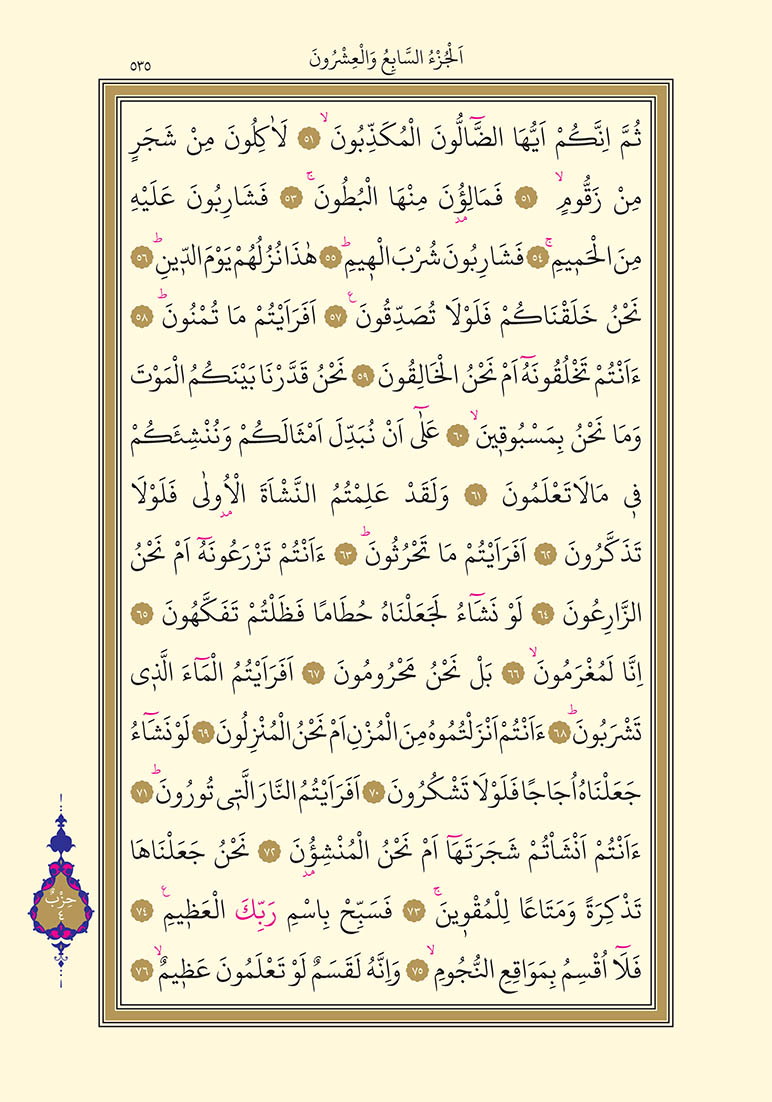 اَلْجُزْءُ السَّابِعُ وَالْعِشْرُونَ
٥٣٥
ثُمَّ اِنَّكُمْ اَيُّهَا الضَّٓالُّونَ الْمُكَذِّبُونَۙ ﴿٥١﴾ لَاٰكِلُونَ مِنْ شَجَرٍ
مِنْ زَقُّومٍۙ ﴿٥١﴾ فَمَالِؤُ۫نَ مِنْهَا الْبُطُونَۚ ﴿٥٣﴾ فَشَارِبُونَ عَلَيْهِ
مِنَ الْحَم۪يمِۚ ﴿٥٤﴾ فَشَارِبُونَ شُرْبَ الْه۪يمِۜ ﴿٥٥﴾ هٰذَا نُزُلُهُمْ يَوْمَ الدّ۪ينِۜ ﴿٥٦﴾
نَحْنُ خَلَقْنَاكُمْ فَلَوْلَا تُصَدِّقُونَ ع ﴿٥٧﴾ اَفَرَاَيْتُمْ مَا تُمْنُونَۜ ﴿٥٨﴾
ءَاَنْتُمْ تَخْلُقُونَهُٓ اَمْ نَحْنُ الْخَالِقُونَ ﴿٥٩﴾ نَحْنُ قَدَّرْنَا بَيْنَكُمُ الْمَوْتَ
وَمَا نَحْنُ بِمَسْبُوق۪ينَۙ ﴿٦٠﴾ عَلٰٓى اَنْ نُبَدِّلَ اَمْثَالَكُمْ وَنُنْشِئَكُمْ
ف۪ي مَا لَا تَعْلَمُونَ ﴿٦١﴾ وَلَقَدْ عَلِمْتُمُ النَّشْاَةَ الْاُو۫لٰى فَلَوْلَا
تَذَكَّرُونَ ﴿٦٢﴾ اَفَرَاَيْتُمْ مَا تَحْرُثُونَۜ ﴿٦٣﴾ ءَاَنْتُمْ تَزْرَعُونَهُٓ اَمْ نَحْنُ
الزَّارِعُونَ ﴿٦٤﴾ لَوْ نَشَٓاءُ لَجَعَلْنَاهُ حُطَامًا فَظَلْتُمْ تَفَكَّهُونَ ﴿٦٥﴾
اِنَّا لَمُغْرَمُونَۙ ﴿٦٦﴾ بَلْ نَحْنُ مَحْرُومُونَ ﴿٦٧﴾ اَفَرَاَيْتُمُ الْمَٓاءَ الَّذ۪ي
تَشْرَبُونَۜ ﴿٦٨﴾ ءَاَنْتُمْ اَنْزَلْتُمُوهُ مِنَ الْمُزْنِ اَمْ نَحْنُ الْمُنْزِلُونَ ﴿٦٩﴾ لَوْ نَشَٓاءُ
جَعَلْنَاهُ اُجَاجًا فَلَوْلَا تَشْكُرُونَ ﴿٧٠﴾ اَفَرَاَيْتُمُ النَّارَ الَّت۪ي تُورُونَۜ ﴿٧١﴾
ءَاَنْتُمْ اَنْشَاْتُمْ شَجَرَتَهَٓا اَمْ نَحْنُ الْمُنْشِؤُ۫نَ ﴿٧٢﴾ نَحْنُ جَعَلْنَاهَا
تَذْكِرَةً وَمَتَاعًا لِلْمُقْو۪ينَۚ ﴿٧٣﴾ فَسَبِّحْ بِاسْمِ رَبِّكَ الْعَظ۪يمِ ع ﴿٧٤﴾
فَلَٓا اُقْسِمُ بِمَوَاقِعِ النُّجُومِۙ ﴿٧٥﴾ وَاِنَّهُ لَقَسَمٌ لَوْ تَعْلَمُونَ عَظ۪يمٌۙ ﴿٧٦﴾
حِزْبٌ
٤